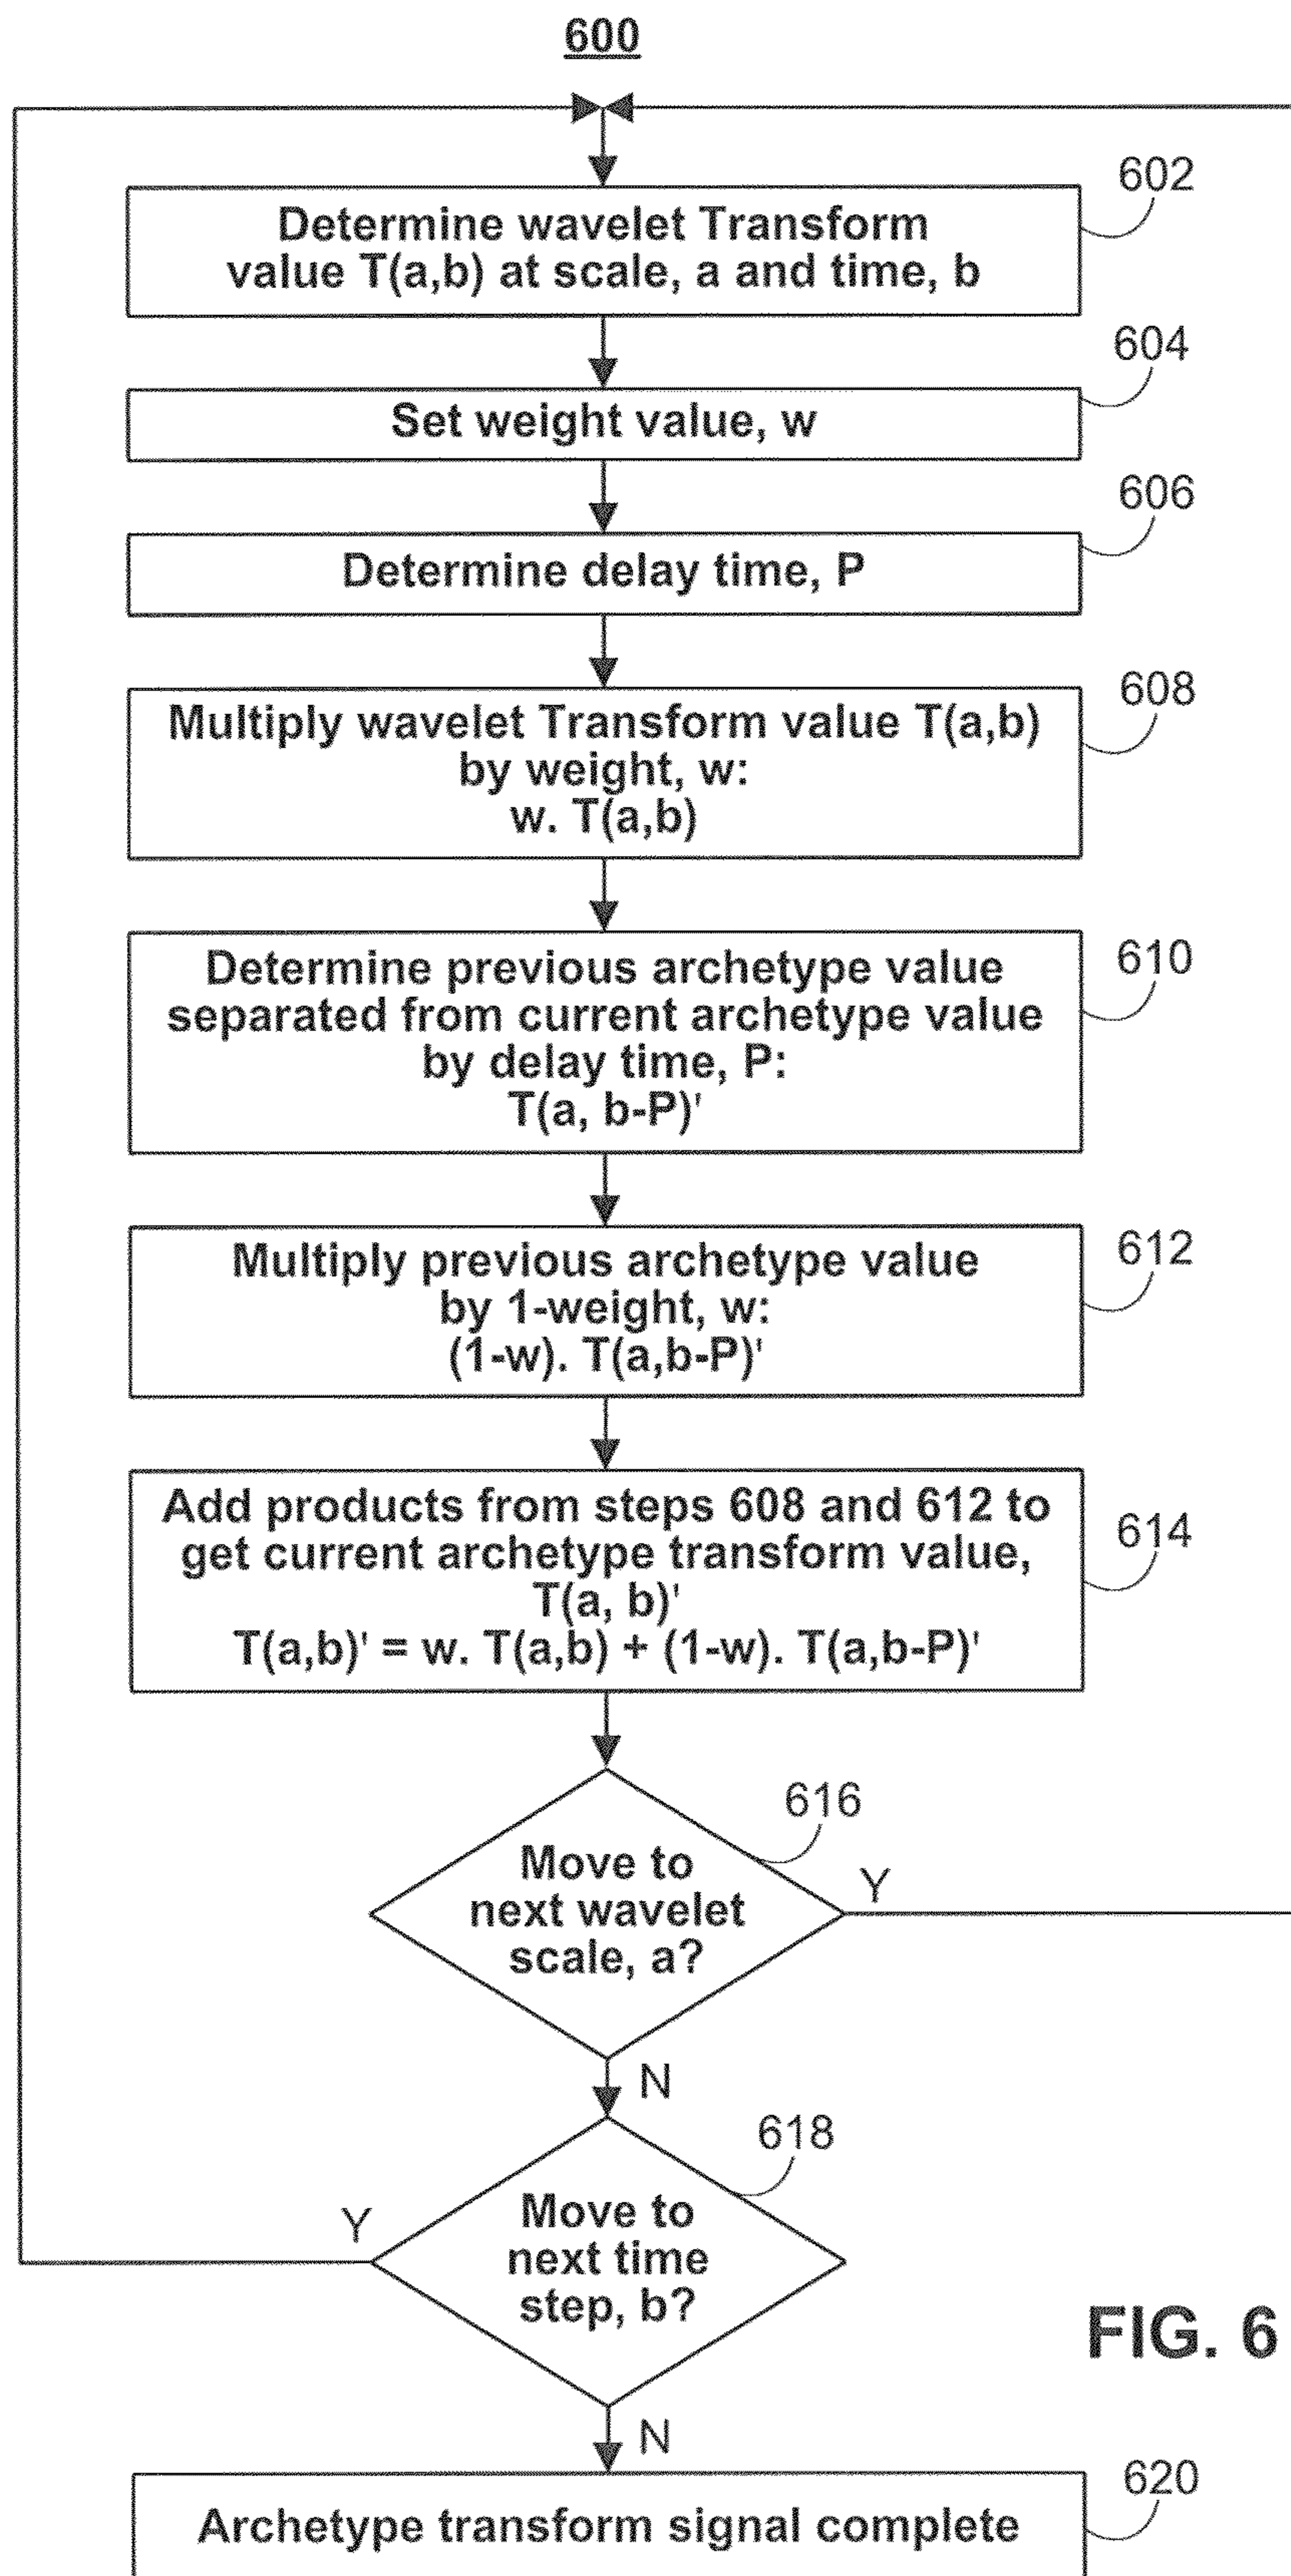 600
602
Determine wavelet Transform
value T(a,b) at scale, a and time, b
604
Set weight value, w
606
Determine delay time, P
608
Multiply wavelet Transform value T(a,b)
by weight, w:
w. T(a,b)
610
Determine previous archetype value
separated from current archetype value
by delay time, P:
T(a, b-P)'
612
Multiply previous archetype value
by 1-weight, w:
(1-w). T(a,b-P)'
614
Add products from steps 608 and 612 to
get current archetype transform value,
T(a, b)'
T(a,b)' = w. T(a,b) + (1-w). T(a,b-P)'
616
Move to
next wavelet
scale, a?
Y
N
618
Move to
next time
step, b?
Y
N
FIG. 6
620
Archetype transform signal complete